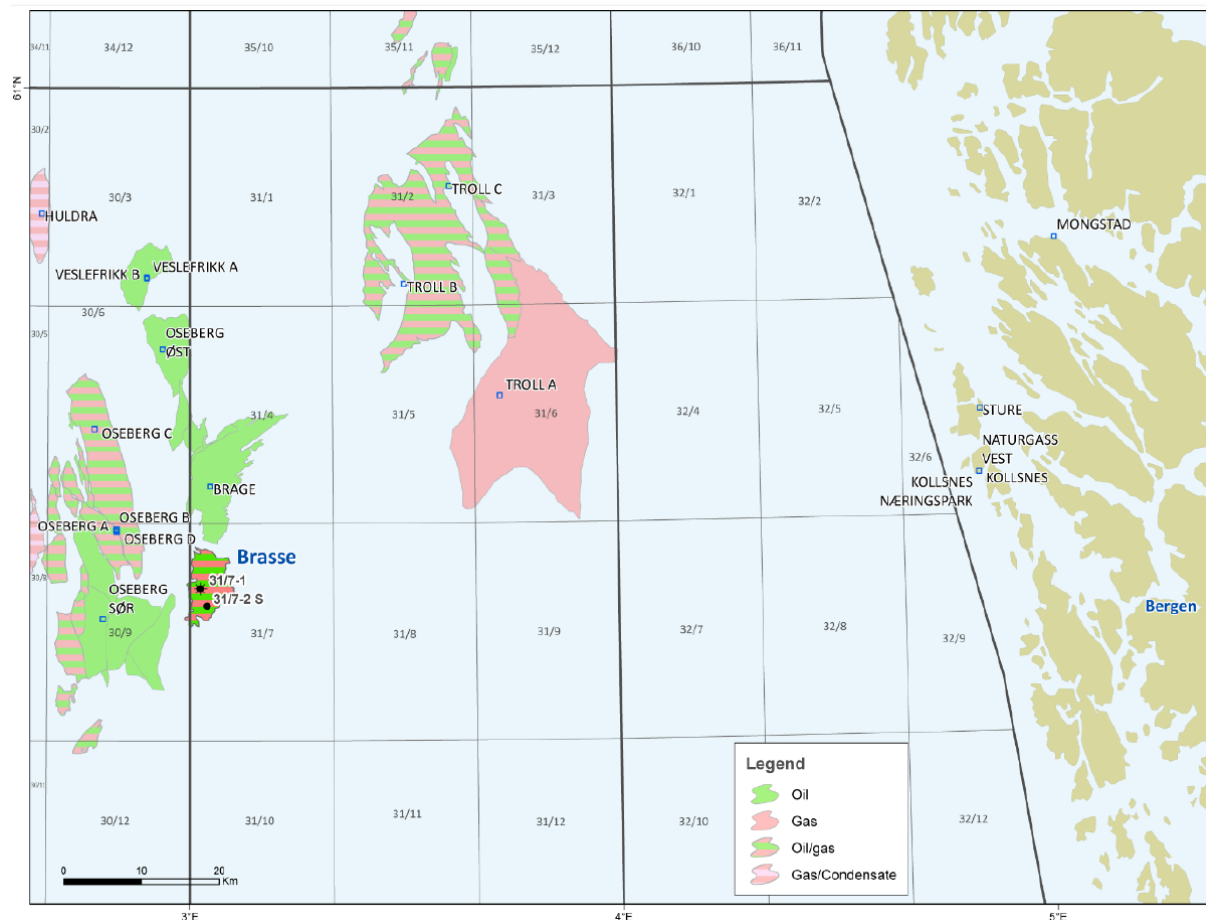 34/11
34/12
35/10
35/11
35/12
36/10
36/11
61°N
30/2
30/3
31/1
31/2
TROLL C
31/3
32/1
32/2
HULDRA
MONGSTAD
VESLEFRIKK B
VESLEFRIKK A
TROLL B
30/6
30/5
OSEBERG
ØST
TROLL A
31/4
31/5
31/6
32/4
32/5
STURE
OSEBERG C
NATURGASS
VEST
32/6
KOLLSNES
KOLLSNES
NÆRINGSPARK
BRAGE
OSEBERG B
OSEBERG A
OSEBERG D
Brasse
30/8
31/7-1
31/7-2 S
OSEBERG
SØR
30/9
31/7
31/8
31/9
32/7
32/8
32/9
Bergen
Legend
Oil
Gas
Oil/gas
Gas/Condensate
30/11
30/12
31/10
31/11
31/12
32/10
32/12
0 10 20
Km
3°E
4°E
5°E